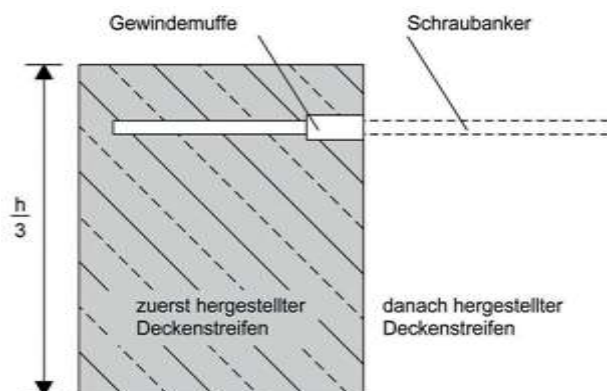 Gewindemuffe
Schraubanker
h
3
zuerst hergestellter
Deckenstreifen
danach hergestellter
Deckenstreifen